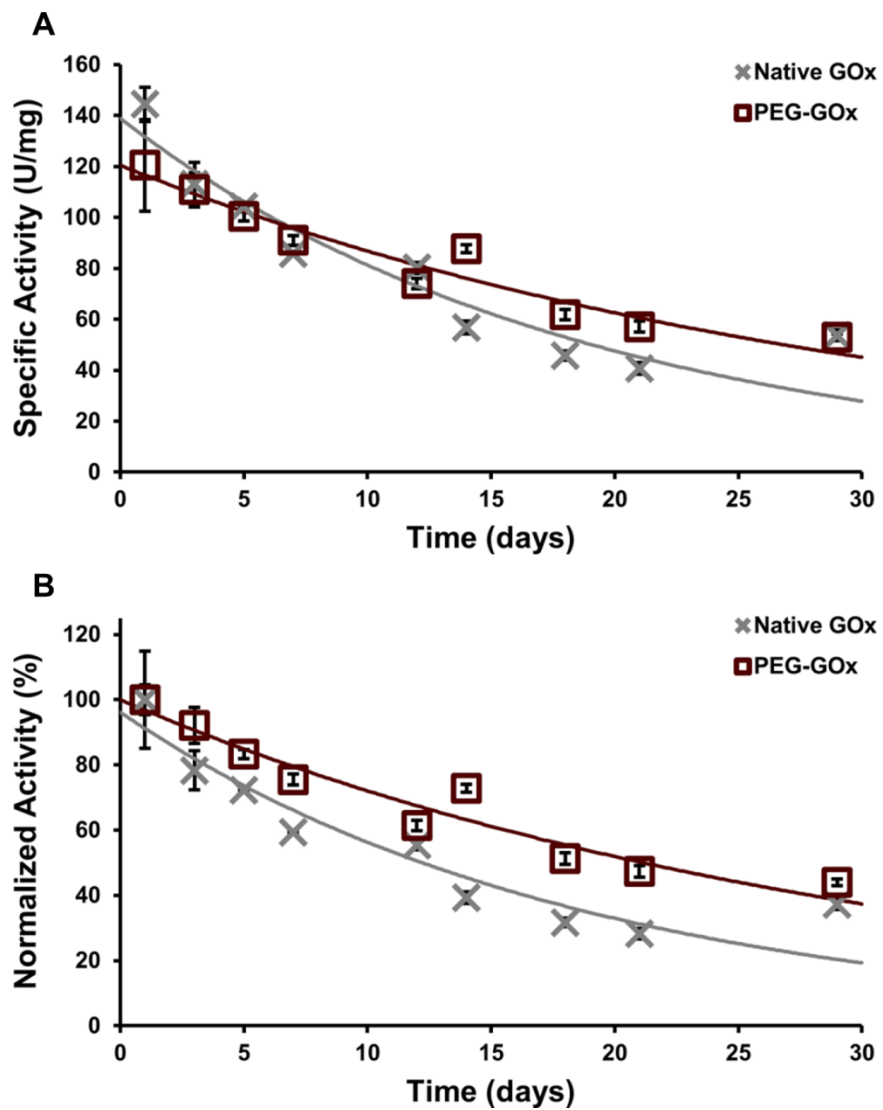 A
160
140
120
100
80
60
40
20
0
Specific Activity (U/mg)
Native GOx
PEG-GOx
0 5 10 15 20 25 30
Time (days)
B
120
100
80
60
40
20
0
Normalized Activity (%)
Native GOx
PEG-GOx
0 5 10 15 20 25 30
Time (days)